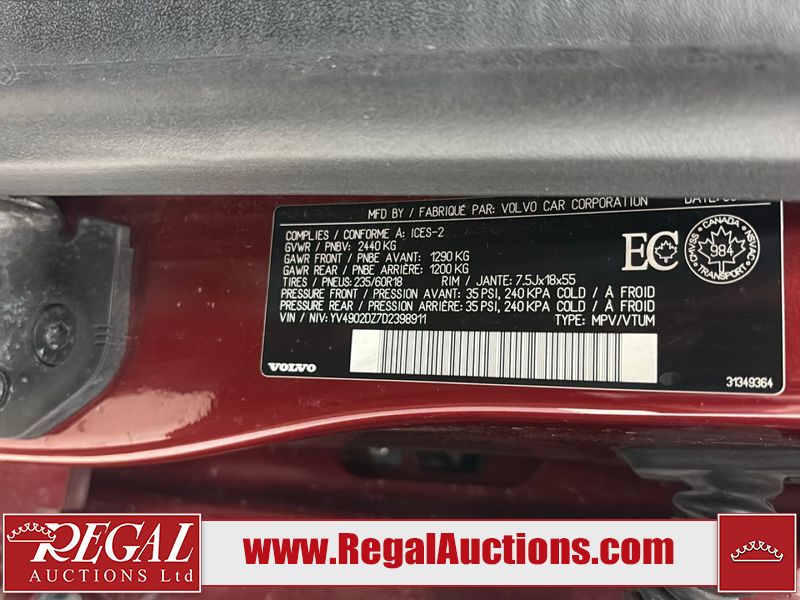 MFD BY / FABRIQUÉ PAR: VOLVO CAR CORPORATION
COMPLIES / CONFORME À: ICES-2
GVWR / PNBV: 2440 KG
GAWR FRONT / PNBE AVANT: 1290 KG
GAWR REAR / PNBE ARRIÈRE: 1200 KG
TIRES / PNEUS: 235/60R18 RIM / JANTE: 7.5Jx18x55
PRESSURE FRONT / PRESSION AVANT: 35 PSI, 240 KPA COLD / À FROID
PRESSURE REAR / PRESSION ARRIÈRE: 35 PSI, 240 KPA COLD / À FROID
VIN / NIV: YV4902DZ7D2398911 TYPE: MPV/VTUM
EC
CANADA
CMVSS
NSVAC
984
TRANSPORT
VOLVO
31349364
REGAL
AUCTIONS Ltd
www.RegalAuctions.com